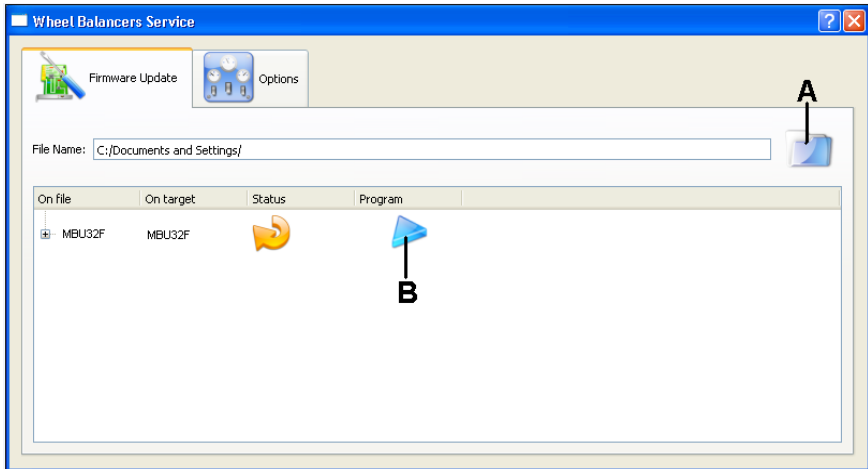 Wheel Balancers Service
Firmware Update
Options
A
File Name: C:/Documents and Settings/
On file On target Status Program
MBU32F MBU32F
B